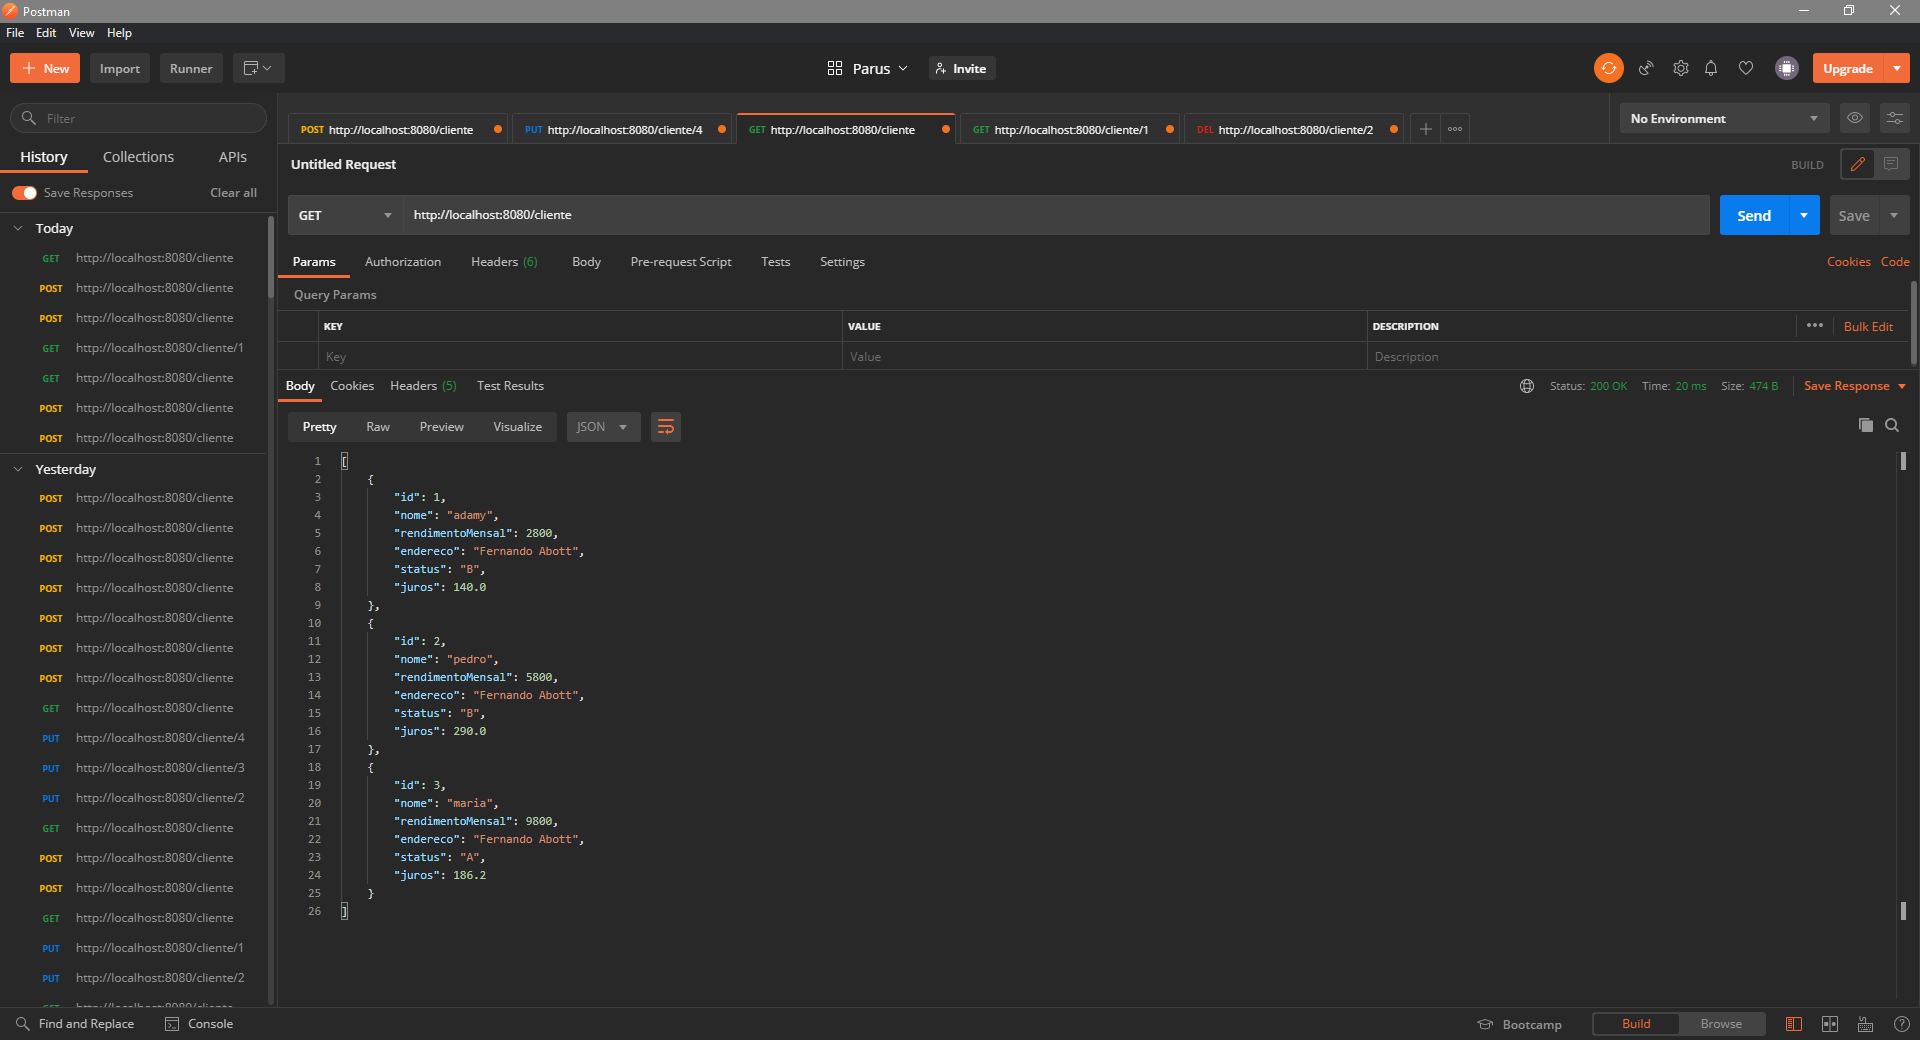 Postman
File Edit View Help
New Import Runner Parus Invite Upgrade
Filter
History Collections APIs
Save Responses Clear all
Today
GET http://localhost:8080/cliente
POST http://localhost:8080/cliente
POST http://localhost:8080/cliente
GET http://localhost:8080/cliente/1
GET http://localhost:8080/cliente
POST http://localhost:8080/cliente
POST http://localhost:8080/cliente
Yesterday
POST http://localhost:8080/cliente
POST http://localhost:8080/cliente
POST http://localhost:8080/cliente
POST http://localhost:8080/cliente
POST http://localhost:8080/cliente
POST http://localhost:8080/cliente
POST http://localhost:8080/cliente
GET http://localhost:8080/cliente
PUT http://localhost:8080/cliente/4
PUT http://localhost:8080/cliente/3
PUT http://localhost:8080/cliente/2
GET http://localhost:8080/cliente
POST http://localhost:8080/cliente
POST http://localhost:8080/cliente
GET http://localhost:8080/cliente
PUT http://localhost:8080/cliente/1
PUT http://localhost:8080/cliente/2
POST http://localhost:8080/cliente PUT http://localhost:8080/cliente/4 GET http://localhost:8080/cliente GET http://localhost:8080/cliente/1 DEL http://localhost:8080/cliente/2 No Environment
Untitled Request BUILD
GET http://localhost:8080/cliente Send Save
Params Authorization Headers (6) Body Pre-request Script Tests Settings Cookies Code
Query Params
KEY VALUE DESCRIPTION Bulk Edit
Key Value Description
Body Cookies Headers (5) Test Results Status: 200 OK Time: 20 ms Size: 474 B Save Response
Pretty Raw Preview Visualize JSON
1 [
2 {
3 "id": 1,
4 "nome": "adamy",
5 "rendimentoMensal": 2800,
6 "endereco": "Fernando Abott",
7 "status": "B",
8 "juros": 140.0
9 },
10 {
11 "id": 2,
12 "nome": "pedro",
13 "rendimentoMensal": 5800,
14 "endereco": "Fernando Abott",
15 "status": "B",
16 "juros": 290.0
17 },
18 {
19 "id": 3,
20 "nome": "maria",
21 "rendimentoMensal": 9800,
22 "endereco": "Fernando Abott",
23 "status": "A",
24 "juros": 186.2
25 }
26 ]
Find and Replace Console Bootcamp Build Browse